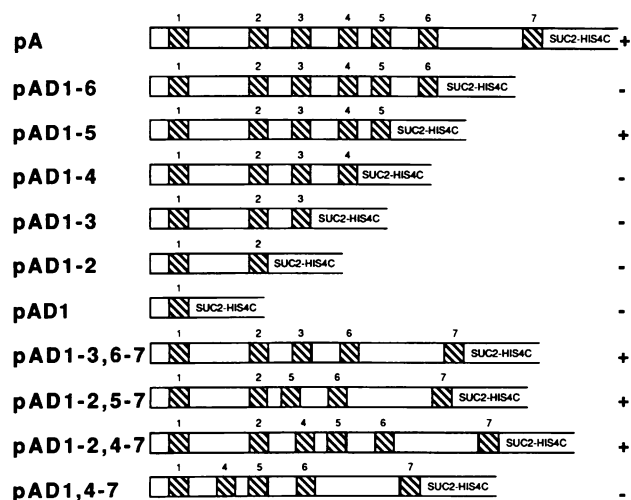 1 2 3 4 5 6 7
pA SUC2-HIS4C +
1 2 3 4 5 6
pAD1-6 SUC2-HIS4C -
1 2 3 4 5
pAD1-5 SUC2-HIS4C +
1 2 3 4
pAD1-4 SUC2-HIS4C -
1 2 3
pAD1-3 SUC2-HIS4C -
1 2
pAD1-2 SUC2-HIS4C -
1
pAD1 SUC2-HIS4C -
1 2 3 6 7
pAD1-3,6-7 SUC2-HIS4C +
1 2 5 6 7
pAD1-2,5-7 SUC2-HIS4C +
1 2 4 5 6 7
pAD1-2,4-7 SUC2-HIS4C +
1 4 5 6 7
pAD1,4-7 SUC2-HIS4C -